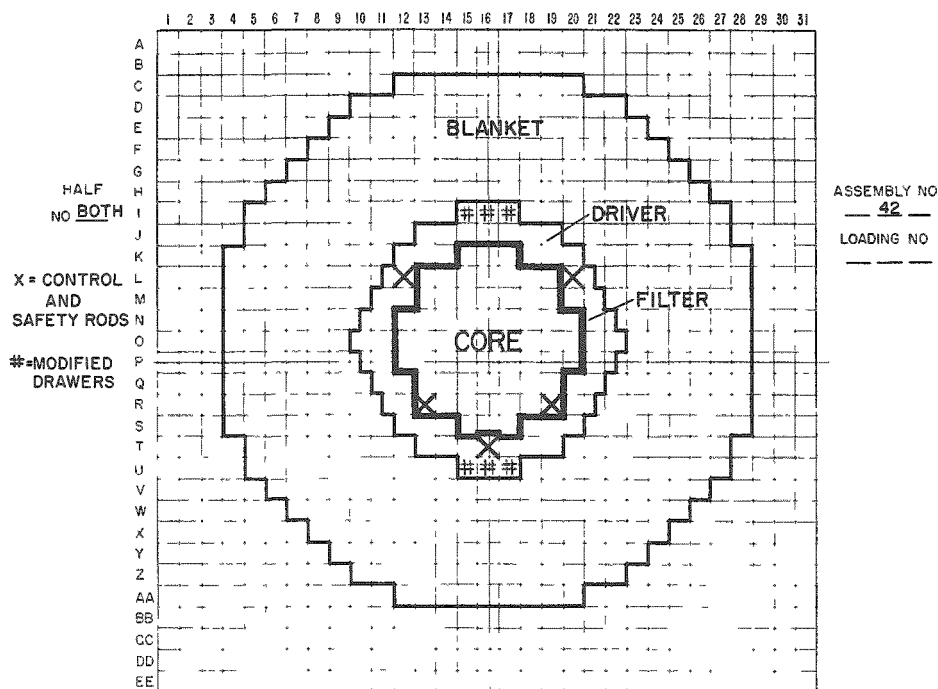 1 2 3 4 5 6 7 8 9 10 11 12 13 14 15 16 17 18 19 20 21 22 23 24 25 26 27 28 29 30 31
A
B
C
D
E
F
G
H
I
J
K
L
M
N
O
P
Q
R
S
T
U
V
W
X
Y
Z
AA
BB
CC
DD
EE
BLANKET
HALF
NO BOTH
# # #
DRIVER
ASSEMBLY NO
42
LOADING NO
X = CONTROL
AND
SAFETY RODS
X X
FILTER
CORE
#=MODIFIED
DRAWERS
X X
X
# # #